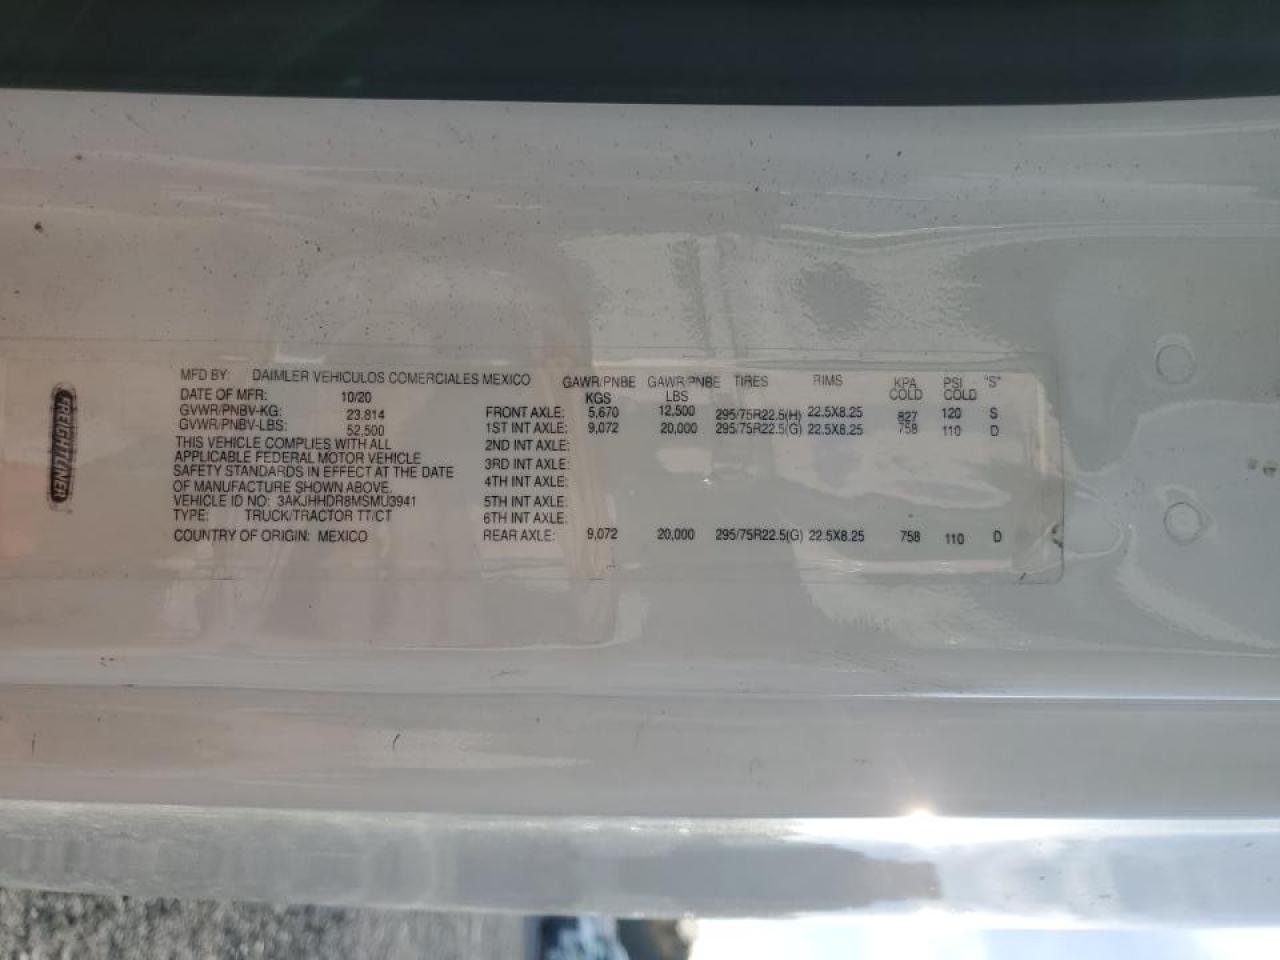 FREIGHTLINER
MFD BY: DAIMLER VEHICULOS COMERCIALES MEXICO
DATE OF MFR: 10/20
GVWR/PNBV-KG: 23,814
GVWR/PNBV-LBS: 52,500
THIS VEHICLE COMPLIES WITH ALL
APPLICABLE FEDERAL MOTOR VEHICLE
SAFETY STANDARDS IN EFFECT AT THE DATE
OF MANUFACTURE SHOWN ABOVE.
VEHICLE ID NO: 3AKJHHDR8MSMU3941
TYPE: TRUCK/TRACTOR TT/CT
COUNTRY OF ORIGIN: MEXICO
GAWR/PNBE GAWR/PNBE TIRES RIMS KPA PSI "S"
KGS LBS COLD COLD
FRONT AXLE: 5,670 12,500 295/75R22.5(H) 22.5X8.25 827 120 S
1ST INT AXLE: 9,072 20,000 295/75R22.5(G) 22.5X8.25 758 110 D
2ND INT AXLE:
3RD INT AXLE:
4TH INT AXLE:
5TH INT AXLE:
6TH INT AXLE:
REAR AXLE: 9,072 20,000 295/75R22.5(G) 22.5X8.25 758 110 D